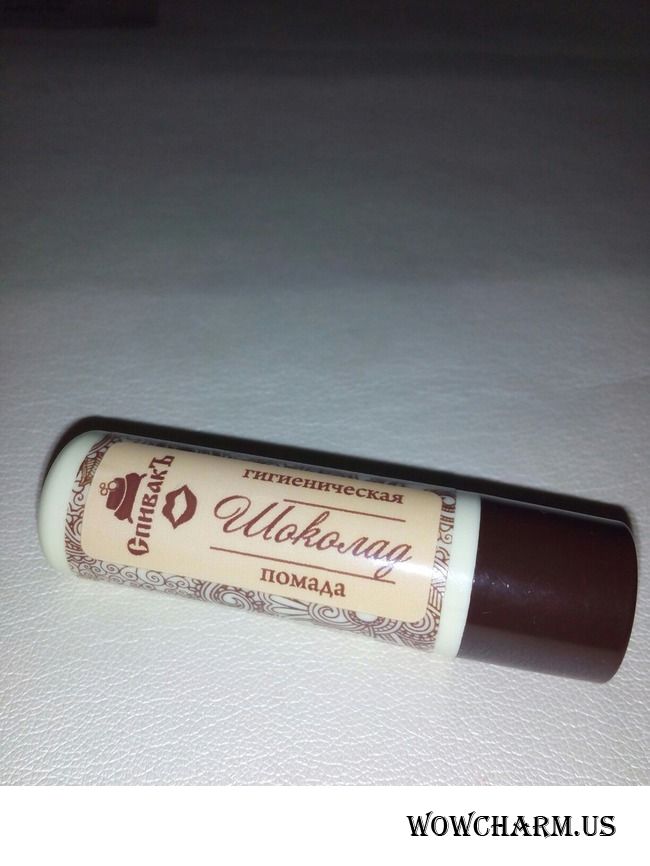 СпивакЪ
гигиеническая
Шоколад
помада
WOWCHARM.US